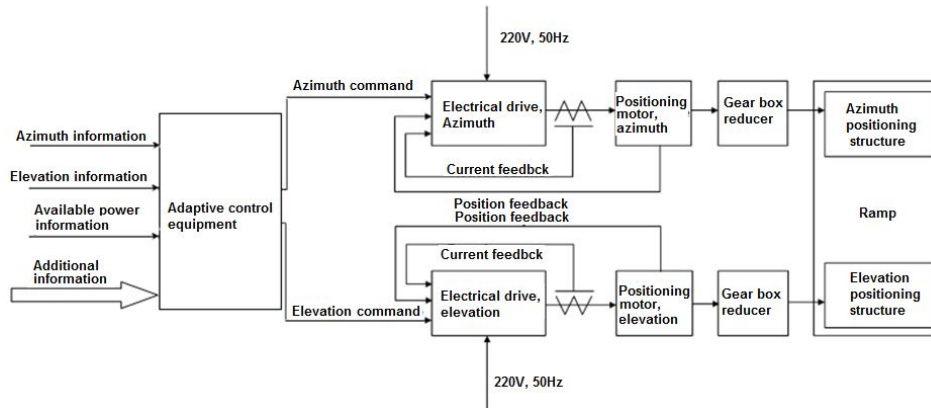 220V, 50Hz
Azimuth command
Electrical drive,
Azimuth
Positioning
motor,
azimuth
Gear box
reducer
Azimuth
positioning
structure
Azimuth information
Current feedbck
Elevation information
Adaptive control
equipment
Available power
information
Position feedback
Position feedback
Ramp
Additional
information
Current feedbck
Electrical drive,
elevation
Positioning
motor,
elevation
Gear box
reducer
Elevation
positioning
structure
Elevation command
220V, 50Hz